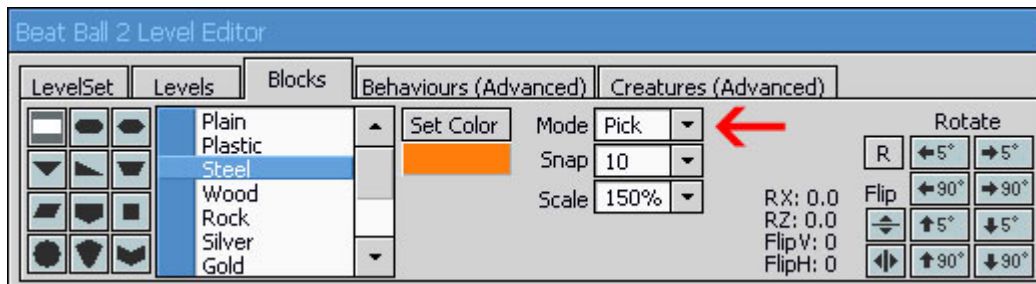 Beat Ball 2 Level Editor
LevelSet Levels Blocks Behaviours (Advanced) Creatures (Advanced)
Plain
Plastic
Steel
Wood
Rock
Silver
Gold
Set Color
Mode Pick
Snap 10
Scale 150%
RX: 0.0
RZ: 0.0
FlipV: 0
FlipH: 0
Rotate
R 5° 5°
Flip 90° 90°
5° 5°
90° 90°